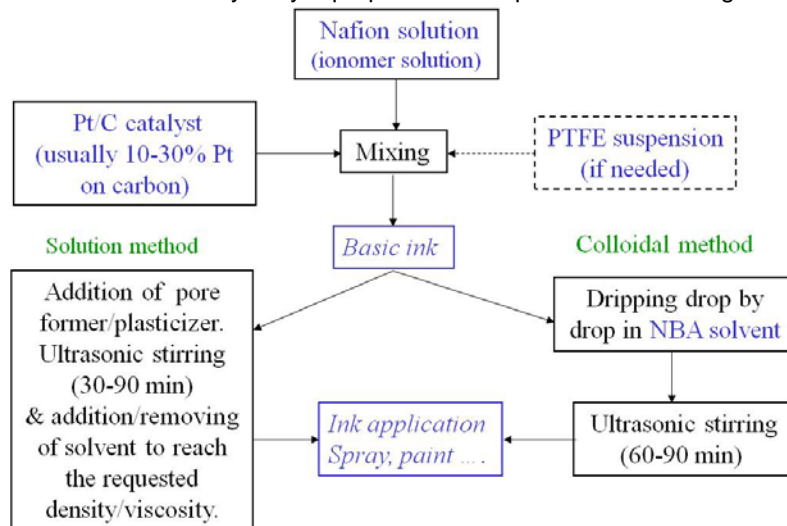 Nafion solution
(ionomer solution)
Pt/C catalyst
(usually 10-30% Pt
on carbon)
Mixing
PTFE suspension
(if needed)
Solution method
Basic ink
Colloidal method
Addition of pore
former/plasticizer.
Ultrasonic stirring
(30-90 min)
& addition/removing
of solvent to reach
the requested
density/viscosity.
Dripping drop by
drop in NBA solvent
Ink application
Spray, paint ... .
Ultrasonic stirring
(60-90 min)